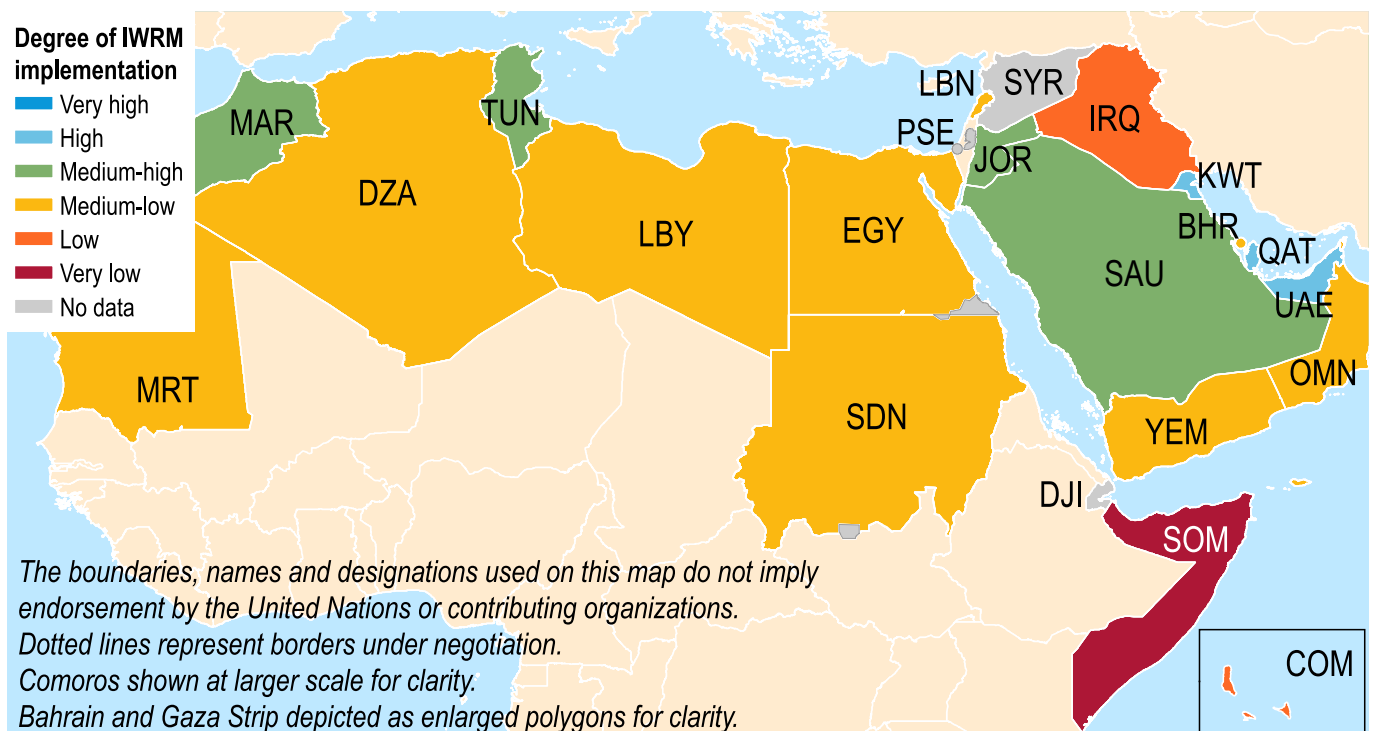 Degree of IWRM
implementation
Very high
High
Medium-high
Medium-low
Low
Very low
No data
MAR
TUN
DZA
LBY
EGY
LBN
SYR
PSE
IRQ
JOR
KWT
BHR
QAT
SAU
UAE
MRT
OMN
SDN
YEM
DJI
SOM
COM
The boundaries, names and designations used on this map do not imply
endorsement by the United Nations or contributing organizations.
Dotted lines represent borders under negotiation.
Comoros shown at larger scale for clarity.
Bahrain and Gaza Strip depicted as enlarged polygons for clarity.